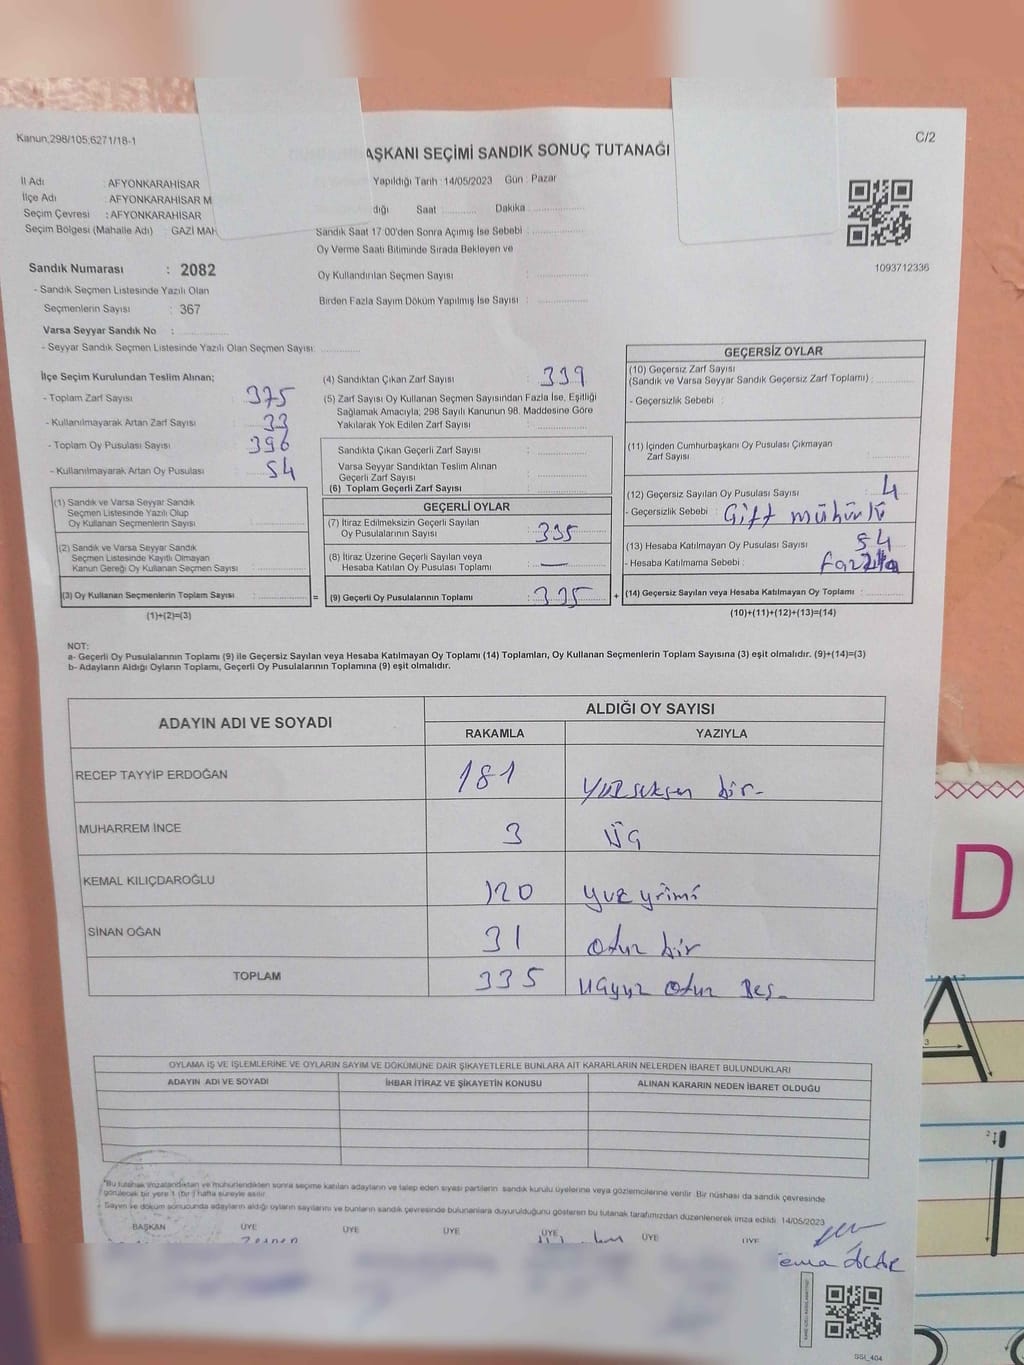 Kanun:298/105;6271/18-1
C/2
AŞKANI SEÇİMİ SANDIK SONUÇ TUTANAĞI
İl Adı : AFYONKARAHİSAR
İlçe Adı : AFYONKARAHİSAR M
Seçim Çevresi : AFYONKARAHİSAR
Seçim Bölgesi (Mahalle Adı) GAZİ MAH
Yapıldığı Tarih : 14/05/2023 Gün : Pazar
dığı Saat Dakika
Sandık Saat 17:00'den Sonra Açımış İse Sebebi :
Oy Verme Saati Bitiminde Sırada Bekleyen ve
Oy Kullandırılan Seçmen Sayısı :
Birden Fazla Sayım Döküm Yapılmış İse Sayısı :
1093712336
Sandık Numarası : 2082
- Sandık Seçmen Listesinde Yazılı Olan
Seçmenlerin Sayısı : 367
Varsa Seyyar Sandık No :
- Seyyar Sandık Seçmen Listesinde Yazılı Olan Seçmen Sayısı:
İlçe Seçim Kurulundan Teslim Alınan;
- Toplam Zarf Sayısı : 375
- Kullanılmayarak Artan Zarf Sayısı : 33
- Toplam Oy Pusulası Sayısı : 396
- Kullanılmayarak Artan Oy Pusulası : 54
(1) Sandık ve Varsa Seyyar Sandık
Seçmen Listesinde Yazılı Olup
Oy Kullanan Seçmenlerin Sayısı :
(2) Sandık ve Varsa Seyyar Sandık
Seçmen Listesinde Kayıtlı Olmayan
Kanun Gereği Oy Kullanan Seçmen Sayısı :
(3) Oy Kullanan Seçmenlerin Toplam Sayısı :
(1)+(2)=(3)
=
(4) Sandıktan Çıkan Zarf Sayısı : 339
(5) Zarf Sayısı Oy Kullanan Seçmen Sayısından Fazla İse, Eşitliği
Sağlamak Amacıyla; 298 Sayılı Kanunun 98. Maddesine Göre
Yakılarak Yok Edilen Zarf Sayısı :
Sandıkta Çıkan Geçerli Zarf Sayısı :
Varsa Seyyar Sandıktan Teslim Alınan
Geçerli Zarf Sayısı :
(6) Toplam Geçerli Zarf Sayısı :
GEÇERLİ OYLAR
(7) İtiraz Edilmeksizin Geçerli Sayılan
Oy Pusulalarının Sayısı : 335
(8) İtiraz Üzerine Geçerli Sayılan veya
Hesaba Katılan Oy Pusulası Toplamı : —
(9) Geçerli Oy Pusulalarının Toplamı : 335
+
GEÇERSİZ OYLAR
(10) Geçersiz Zarf Sayısı
(Sandık ve Varsa Seyyar Sandık Geçersiz Zarf Toplamı) :
- Geçersizlik Sebebi :
(11) İçinden Cumhurbaşkanı Oy Pusulası Çıkmayan
Zarf Sayısı :
(12) Geçersiz Sayılan Oy Pusulası Sayısı : 4
- Geçersizlik Sebebi : Çift mühürlü
(13) Hesaba Katılmayan Oy Pusulası Sayısı : 54
- Hesaba Katılmama Sebebi :
(14) Geçersiz Sayılan veya Hesaba Katılmayan Oy Toplamı :
(10)+(11)+(12)+(13)=(14)
NOT:
a- Geçerli Oy Pusulalarının Toplamı (9) ile Geçersiz Sayılan veya Hesaba Katılmayan Oy Toplamı (14) Toplamları, Oy Kullanan Seçmenlerin Toplam Sayısına (3) eşit olmalıdır. (9)+(14)=(3)
b- Adayların Aldığı Oyların Toplamı, Geçerli Oy Pusulalarının Toplamına (9) eşit olmalıdır.
ADAYIN ADI VE SOYADI
ALDIĞI OY SAYISI
RAKAMLA YAZIYLA
RECEP TAYYİP ERDOĞAN 181 yüzseksen bir-
MUHARREM İNCE 3 Üç
KEMAL KILIÇDAROĞLU 120 yüz yirmi
SİNAN OĞAN 31 otuz bir
TOPLAM 335 üçyüz otuz beş-
OYLAMA İŞ VE İŞLEMLERİNE VE OYLARIN SAYIM VE DÖKÜMÜNE DAİR ŞİKAYETLERLE BUNLARA AİT KARARLARIN NELERDEN İBARET BULUNDUKLARI
ADAYIN ADI VE SOYADI İHBAR İTİRAZ VE ŞİKAYETİN KONUSU ALINAN KARARIN NEDEN İBARET OLDUĞU
"Bu tutanak imzalandıktan ve mühürlendikten sonra seçime katılan adayların ve talep eden siyasi partilerin sandık kurulu üyelerine veya gözlemcilerine verilir. Bir nüshası da sandık çevresinde
görülecek bir yere 1 (bir) hafta süreyle asılır.
Sayım ve döküm sonucunda adayların aldığı oyların sayılarını ve bunların sandık çevresinde bulunanlara duyurulduğunu gösteren bu tutanak tarafımızdan düzenlenerek imza edildi. 14/05/2023
BAŞKAN ÜYE ÜYE ÜYE ÜYE ÜYE ÜYE
ema ACAR
SSI_404
D
A
3
2